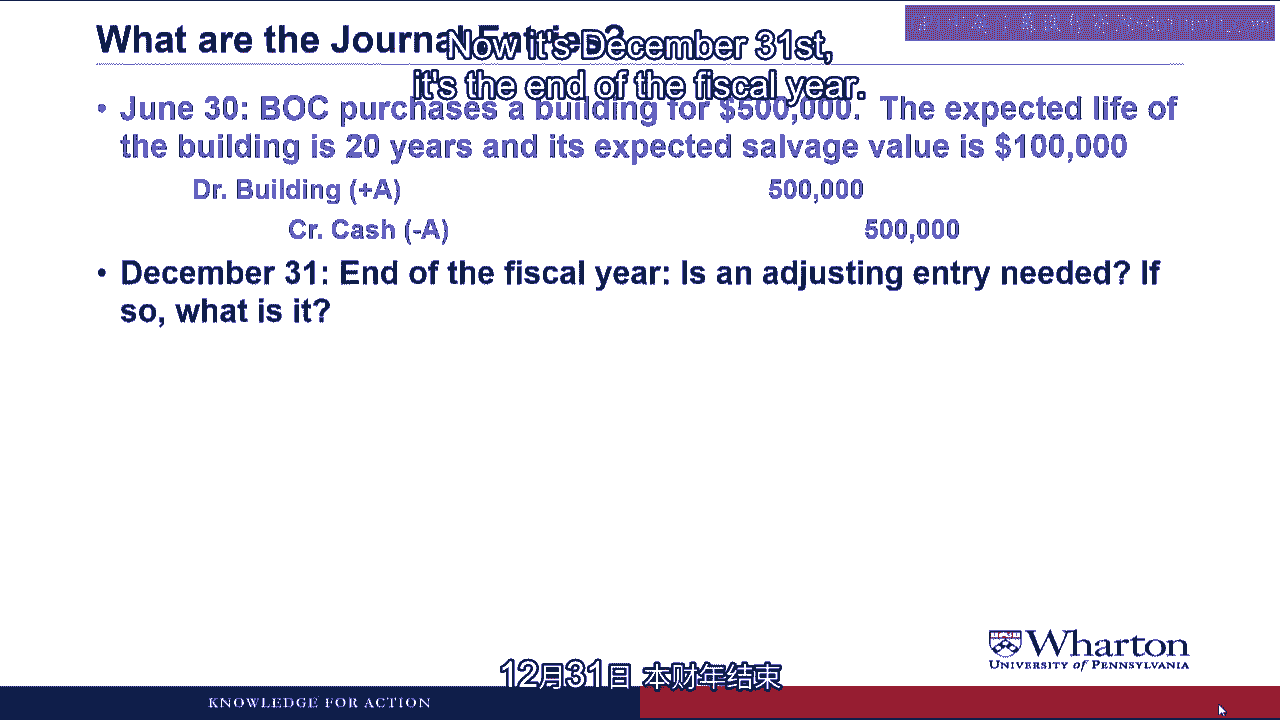 What are the Journal Entries?
Now it's December 31st,
it's the end of the fiscal year.
• June 30: BOC purchases a building for $500,000. The expected life of
the building is 20 years and its expected salvage value is $100,000
Dr. Building (+A) 500,000
Cr. Cash (-A) 500,000
• December 31: End of the fiscal year: Is an adjusting entry needed? If
so, what is it?
Wharton
UNIVERSITY of PENNSYLVANIA
12月31日 本财年结束
KNOWLEDGE FOR ACTION